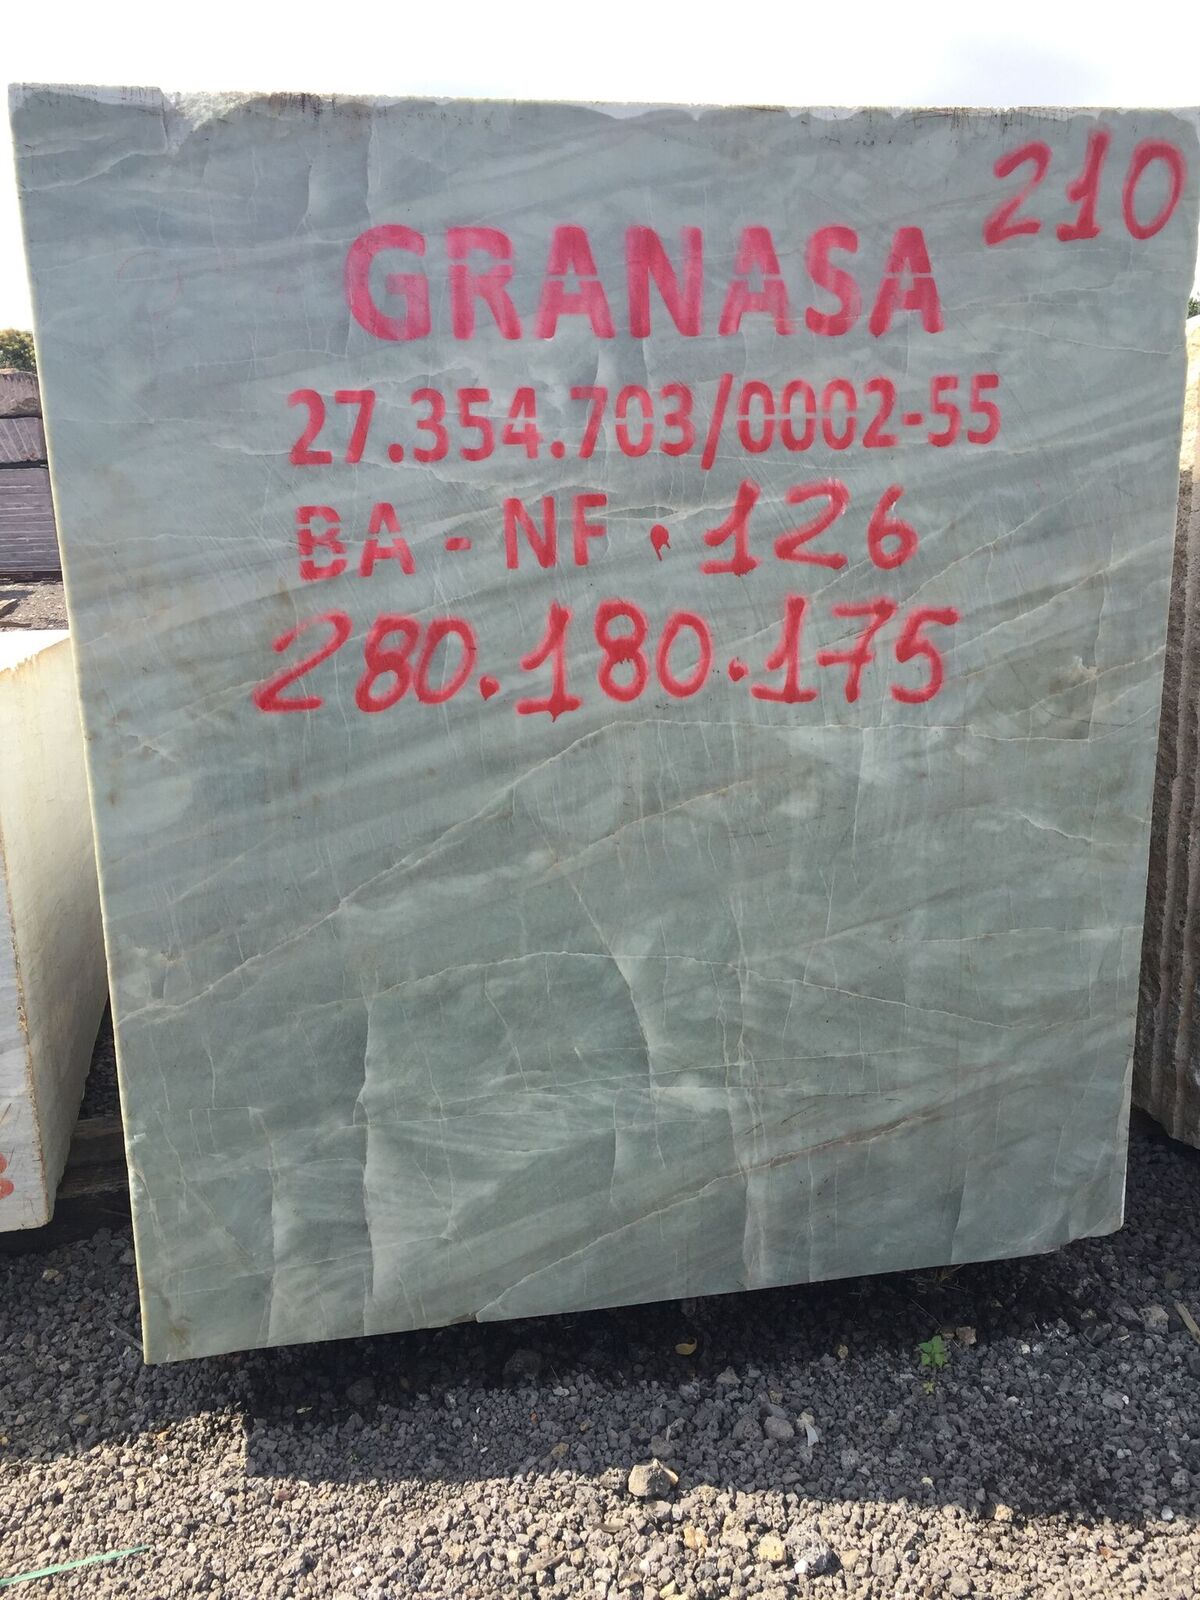 210
GRANASA
27.354.703/0002-55
BA - NF . 126
280.180.175